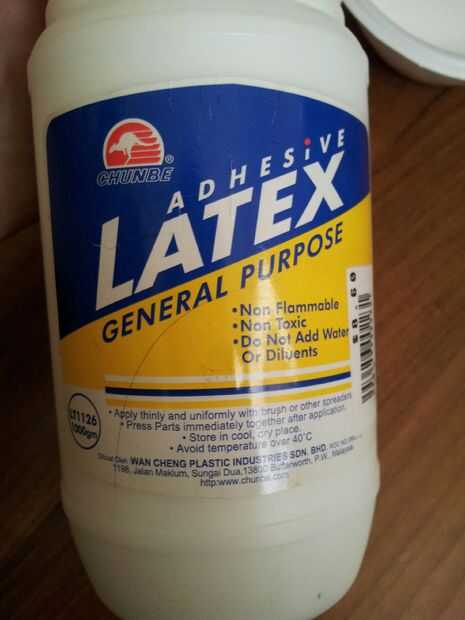 CHUNBE ®
ADHESiVE
LATEX
GENERAL PURPOSE
•Non Flammable
•Non Toxic
•Do Not Add Water
Or Diluents
LT1126
1000gm
• Apply thinly and uniformly with brush or other spreaders
• Press Parts immediately together after application.
• Store in cool, dry place.
• Avoid temperature over 40°C
WAN CHENG PLASTIC INDUSTRIES SDN. BHD.
1198, Jalan Maklum, Sungai Dua,13800 Butterworth, P.W., Malaysia.
http:www.chunbe.com